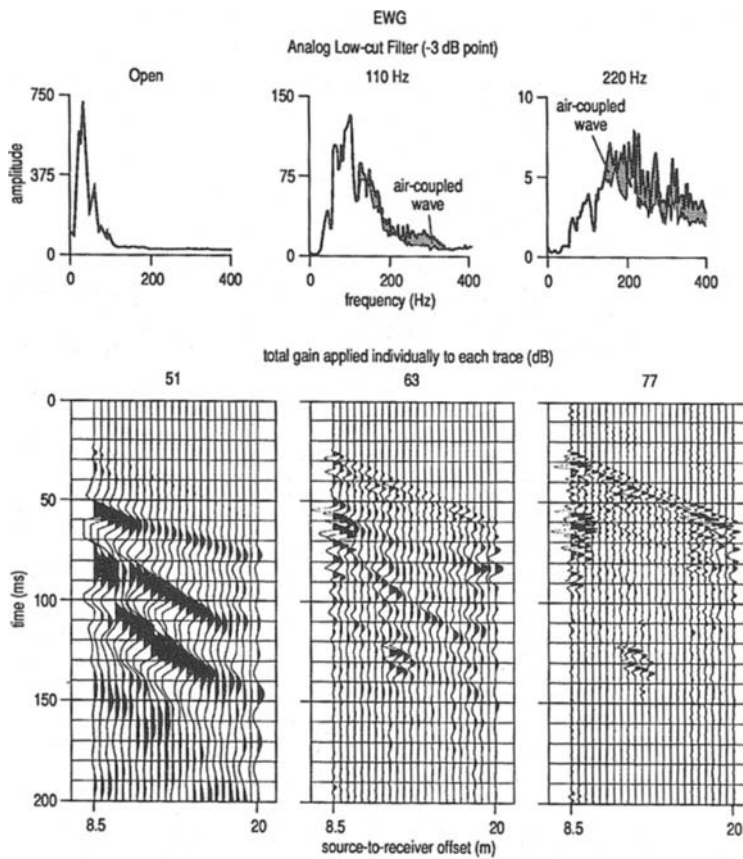 EWG
Analog Low-cut Filter (-3 dB point)
Open 110 Hz 220 Hz
750
375
0
amplitude
0 200 400
150
75
0
air-coupled
wave
0 200 400
frequency (Hz)
10
5
0
air-coupled
wave
0 200 400
total gain applied individually to each trace (dB)
51 63 77
0
50
100
150
200
time (ms)
8.5 20 8.5 20 8.5 20
source-to-receiver offset (m)